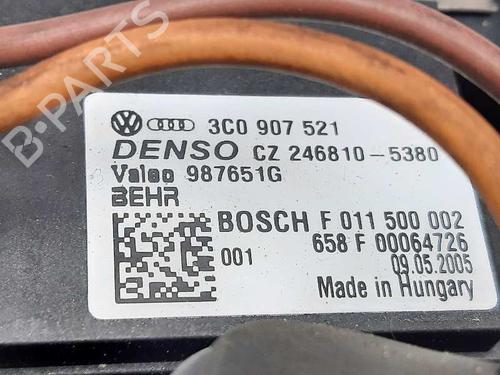 3C0 907 521
DENSO CZ 246810-5380
Valeo 987651G
BEHR
BOSCH F 011 500 002
001 658 F 00064726
09.05.2005
Made in Hungary